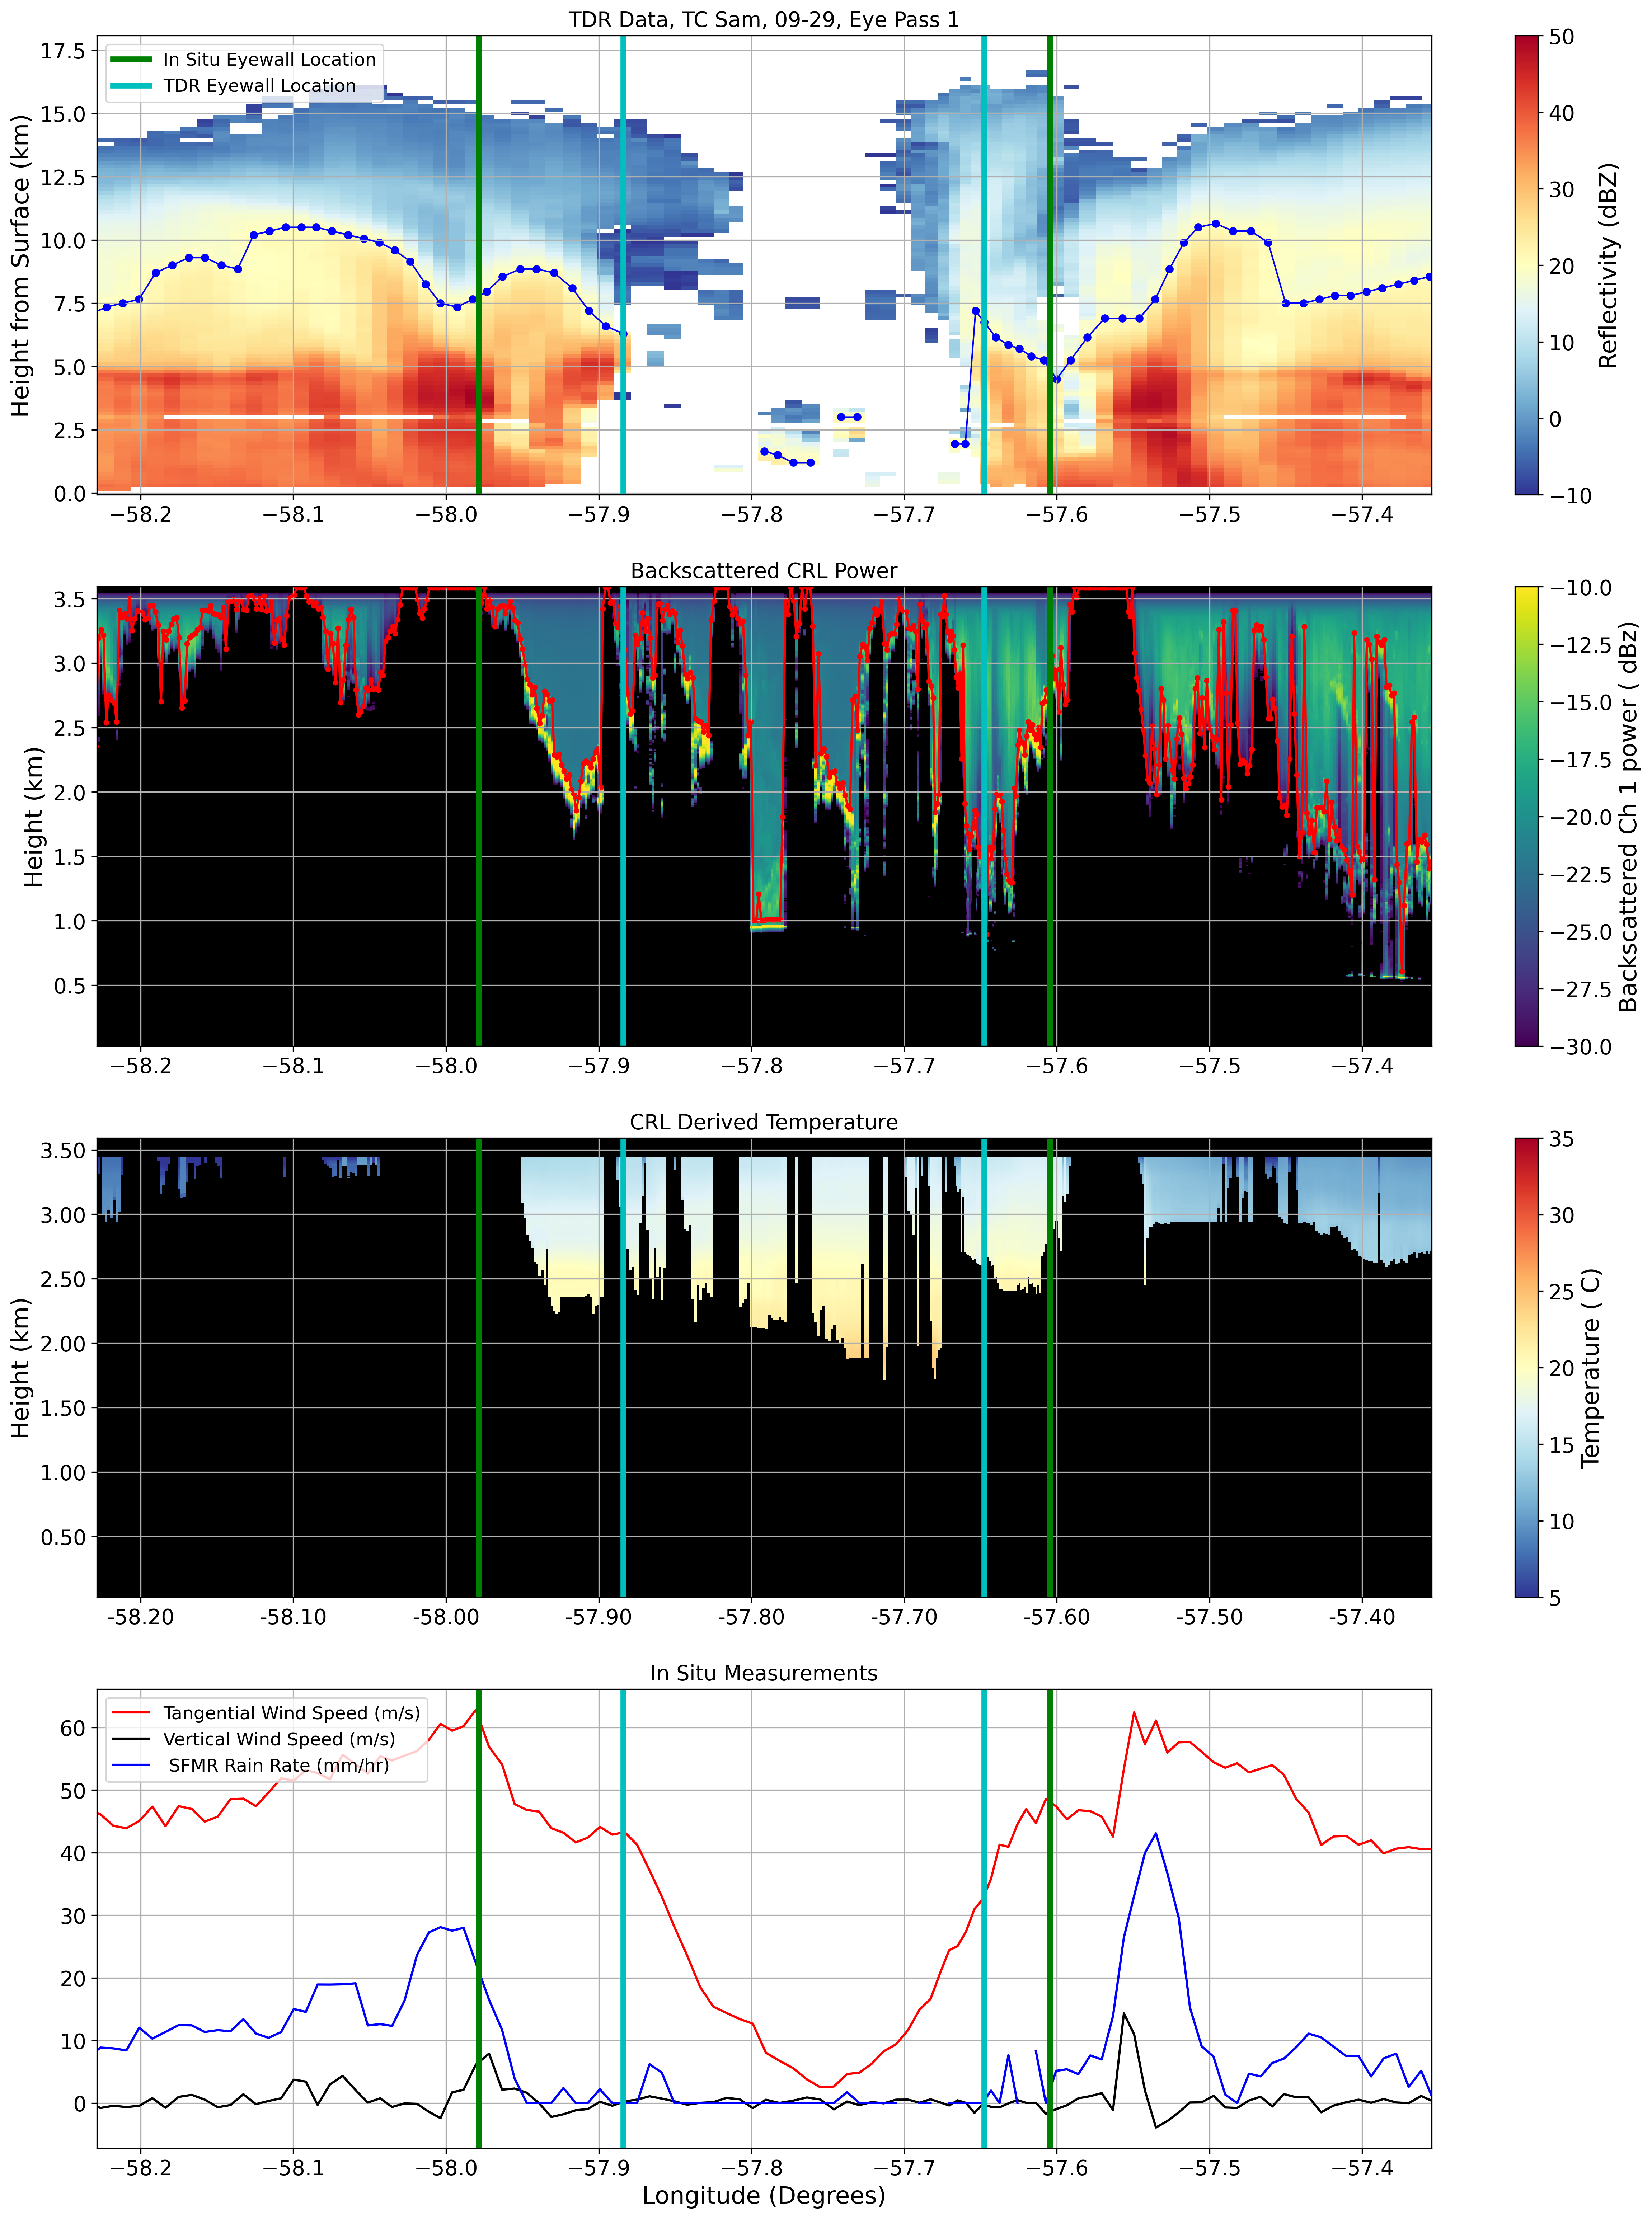 TDR Data, TC Sam, 09-29, Eye Pass 1
In Situ Eyewall Location
TDR Eyewall Location
17.5
15.0
12.5
10.0
7.5
5.0
2.5
0.0
Height from Surface (km)
−58.2 −58.1 −58.0 −57.9 −57.8 −57.7 −57.6 −57.5 −57.4
50
40
30
20
10
0
−10
Reflectivity (dBZ)
Backscattered CRL Power
3.5
3.0
2.5
2.0
1.5
1.0
0.5
Height (km)
−58.2 −58.1 −58.0 −57.9 −57.8 −57.7 −57.6 −57.5 −57.4
−10.0
−12.5
−15.0
−17.5
−20.0
−22.5
−25.0
−27.5
−30.0
Backscattered Ch 1 power ( dBz)
CRL Derived Temperature
3.50
3.00
2.50
2.00
1.50
1.00
0.50
Height (km)
-58.20 -58.10 -58.00 -57.90 -57.80 -57.70 -57.60 -57.50 -57.40
35
30
25
20
15
10
5
Temperature ( C)
In Situ Measurements
Tangential Wind Speed (m/s)
Vertical Wind Speed (m/s)
SFMR Rain Rate (mm/hr)
60
50
40
30
20
10
0
−58.2 −58.1 −58.0 −57.9 −57.8 −57.7 −57.6 −57.5 −57.4
Longitude (Degrees)